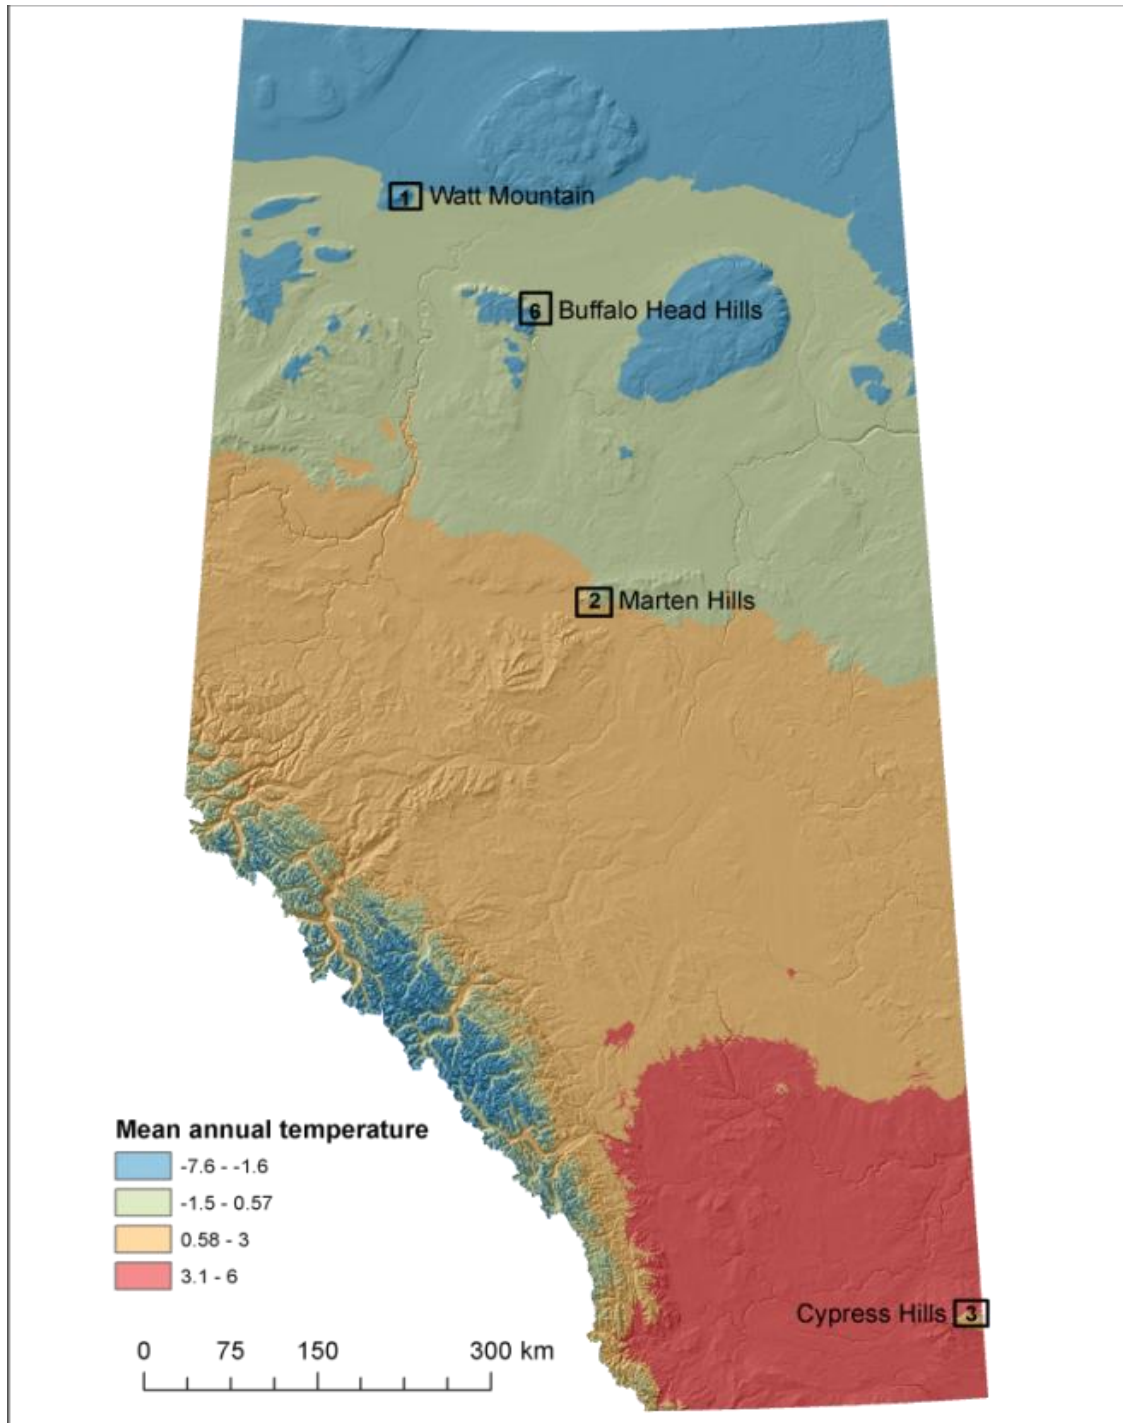 1 Watt Mountain
6 Buffalo Head Hills
2 Marten Hills
Mean annual temperature
-7.6 - -1.6
-1.5 - 0.57
0.58 - 3
3.1 - 6
Cypress Hills 3
0 75 150 300 km